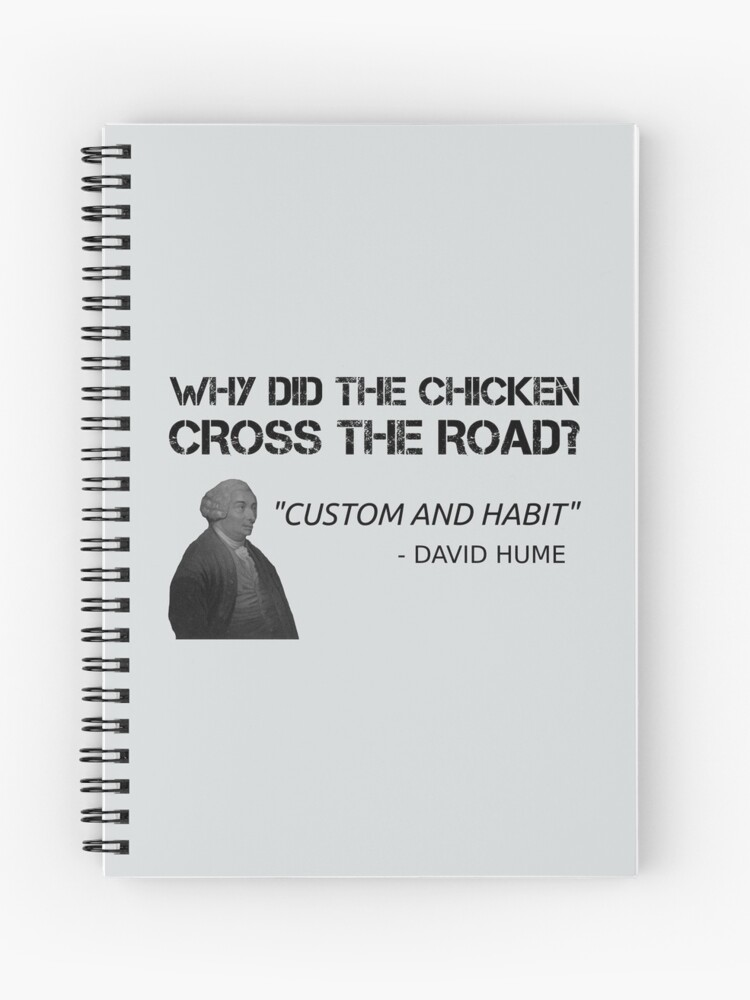 WHY DID THE CHICKEN
CROSS THE ROAD?
"CUSTOM AND HABIT"
- DAVID HUME